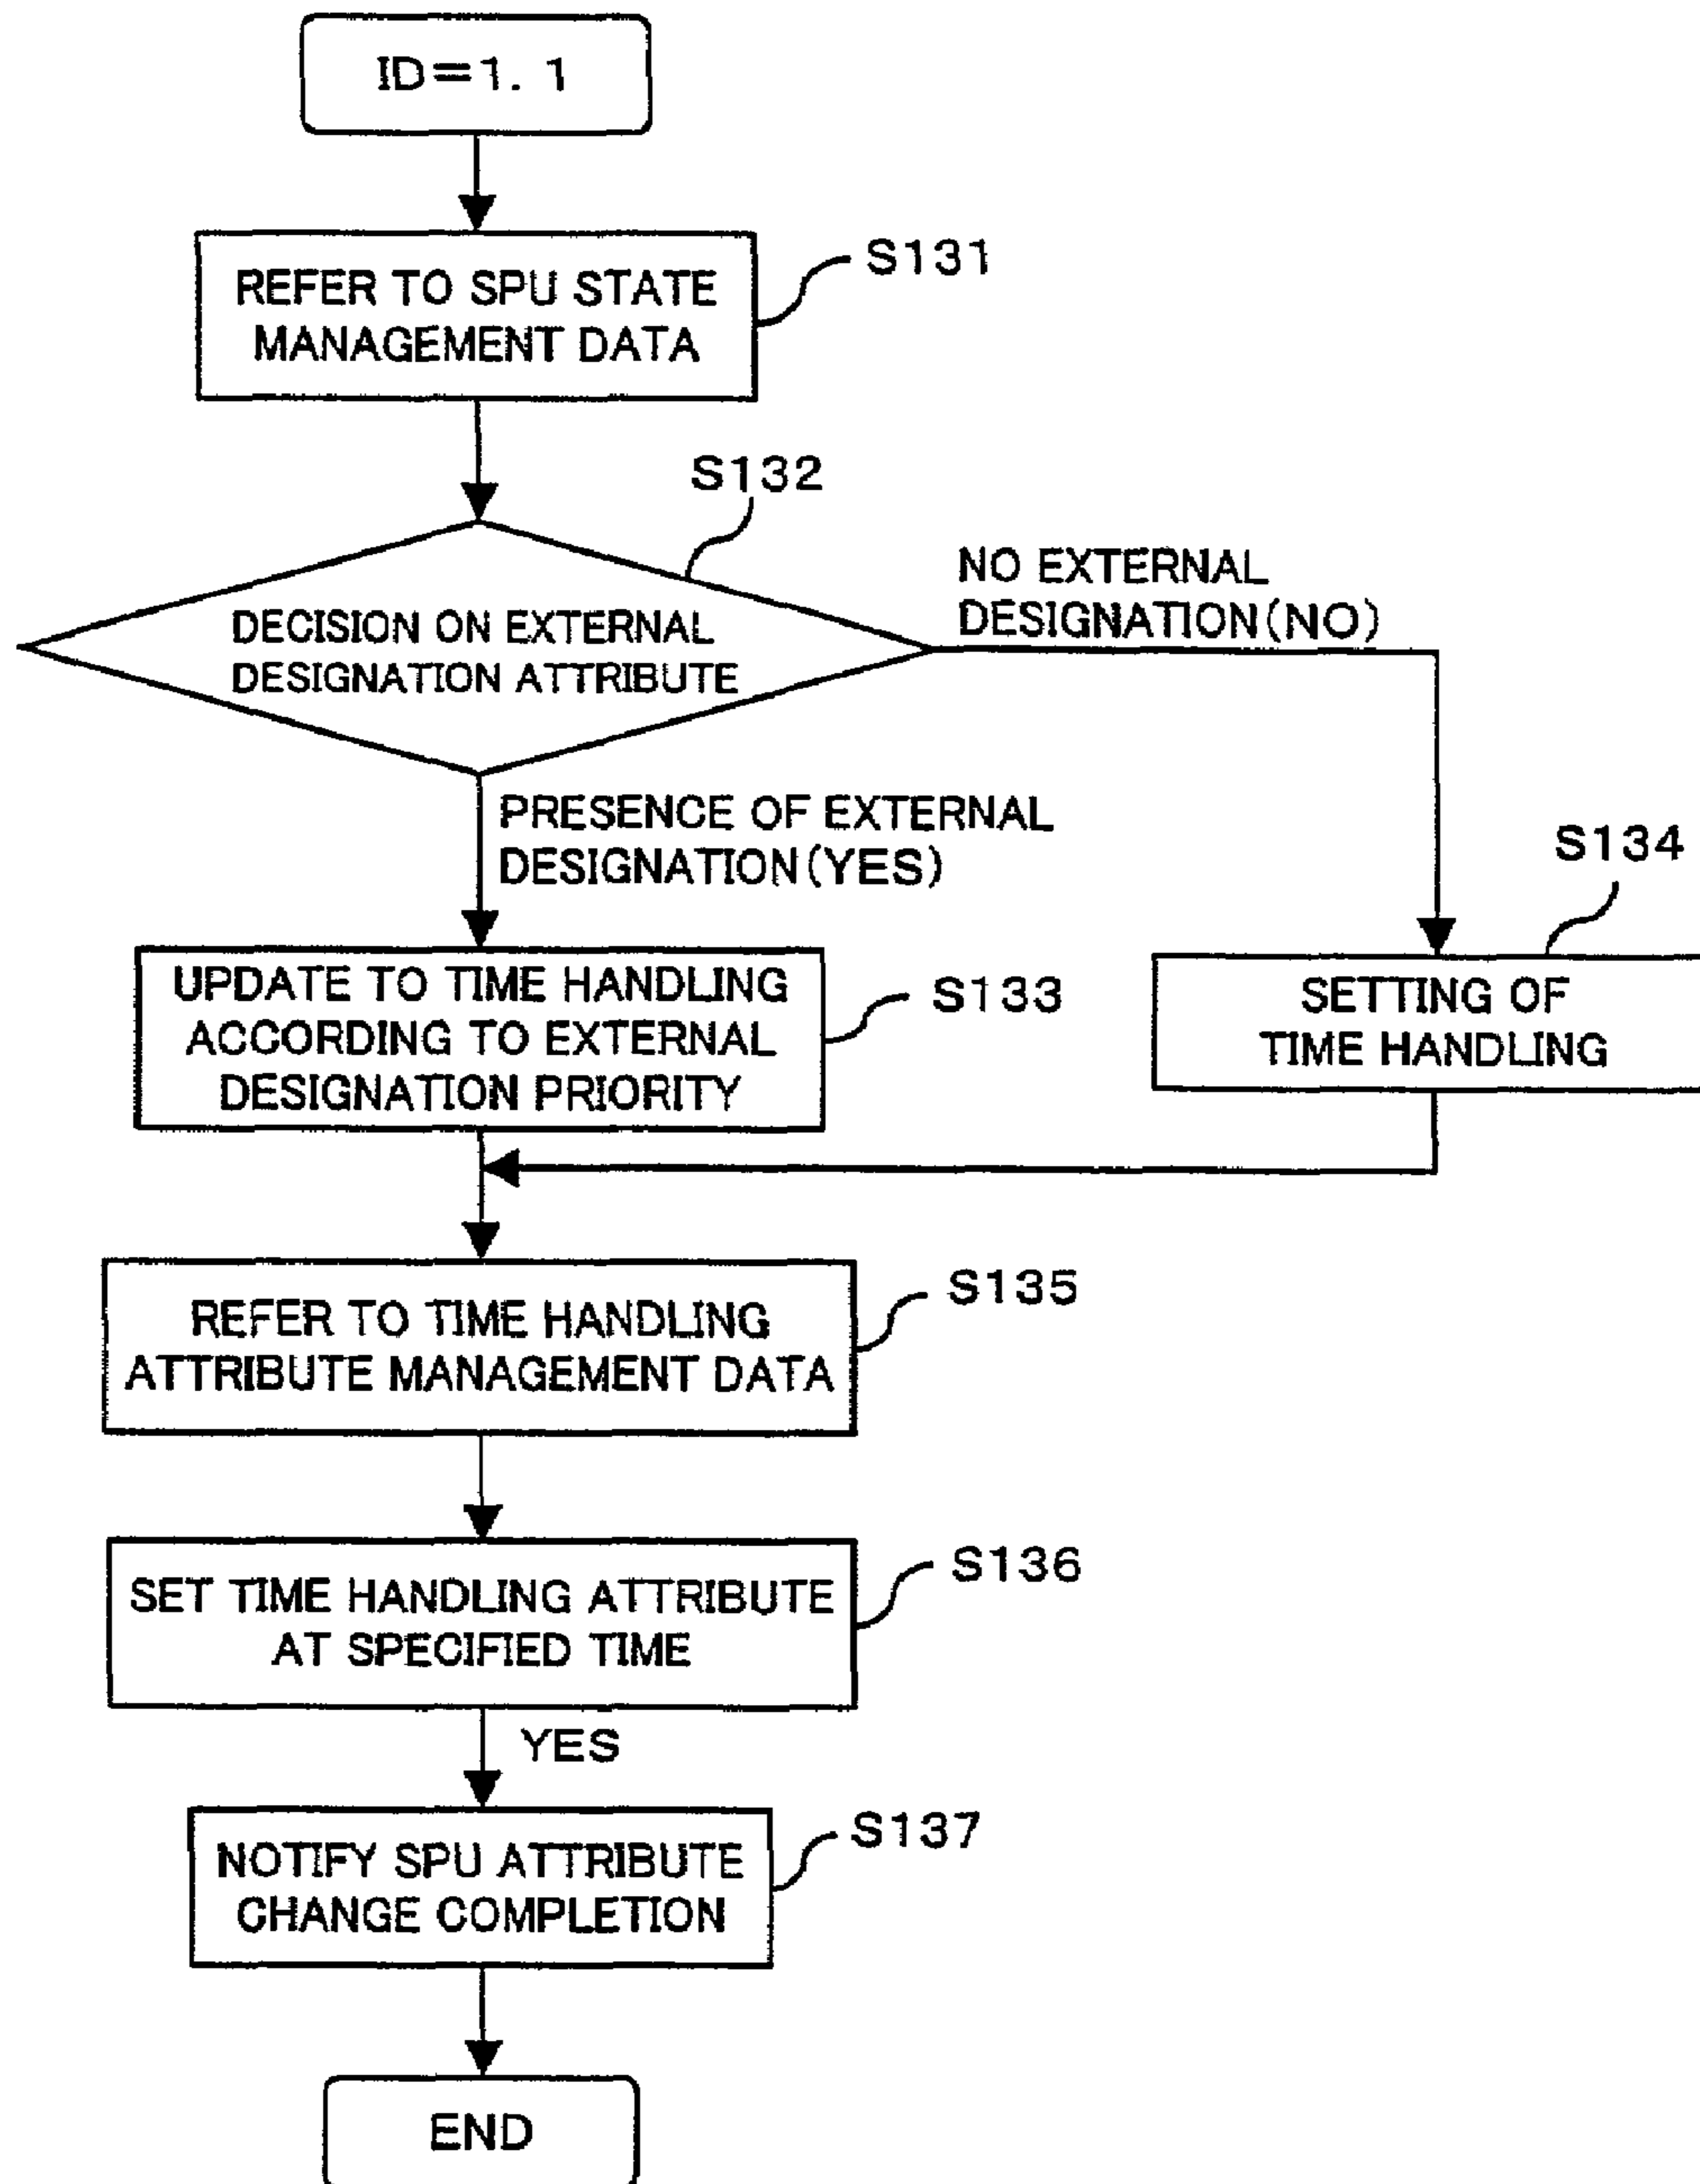 ID=1. 1
REFER TO SPU STATE
MANAGEMENT DATA
S131
S132
DECISION ON EXTERNAL
DESIGNATION ATTRIBUTE
NO EXTERNAL
DESIGNATION(NO)
PRESENCE OF EXTERNAL
DESIGNATION(YES)
UPDATE TO TIME HANDLING
ACCORDING TO EXTERNAL
DESIGNATION PRIORITY
S133
S134
SETTING OF
TIME HANDLING
REFER TO TIME HANDLING
ATTRIBUTE MANAGEMENT DATA
S135
SET TIME HANDLING ATTRIBUTE
AT SPECIFIED TIME
S136
YES
NOTIFY SPU ATTRIBUTE
CHANGE COMPLETION
S137
END